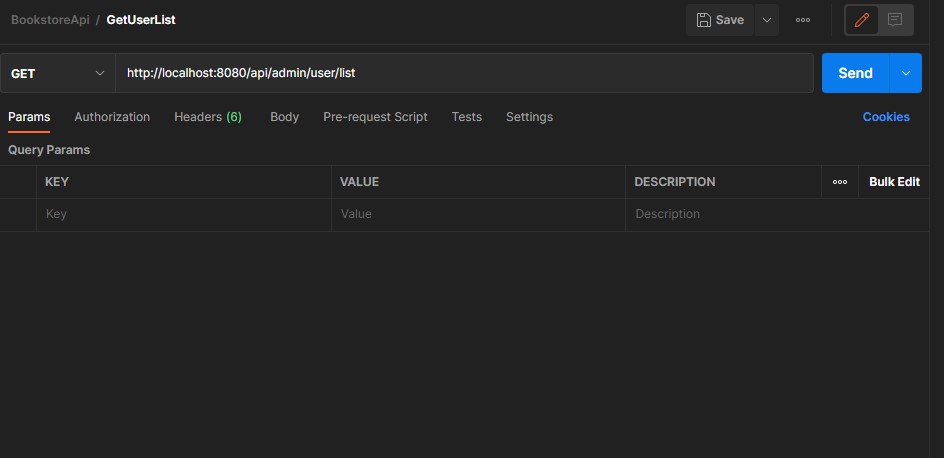 BookstoreApi / GetUserList Save
GET http://localhost:8080/api/admin/user/list Send
Params Authorization Headers (6) Body Pre-request Script Tests Settings Cookies
Query Params
KEY VALUE DESCRIPTION Bulk Edit
Key Value Description